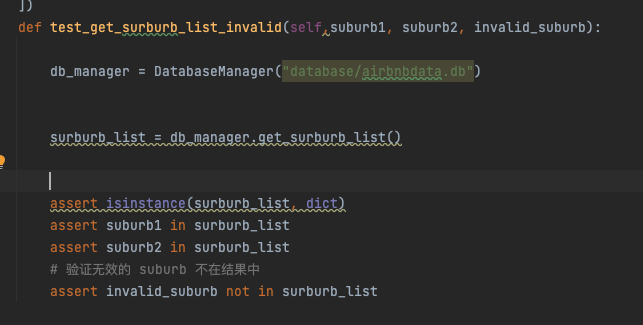 ])
def test_get_surburb_list_invalid(self,suburb1, suburb2, invalid_suburb):
db_manager = DatabaseManager("database/airbnbdata.db")
surburb_list = db_manager.get_surburb_list()
assert isinstance(surburb_list, dict)
assert suburb1 in surburb_list
assert suburb2 in surburb_list
# 验证无效的 suburb 不在结果中
assert invalid_suburb not in surburb_list